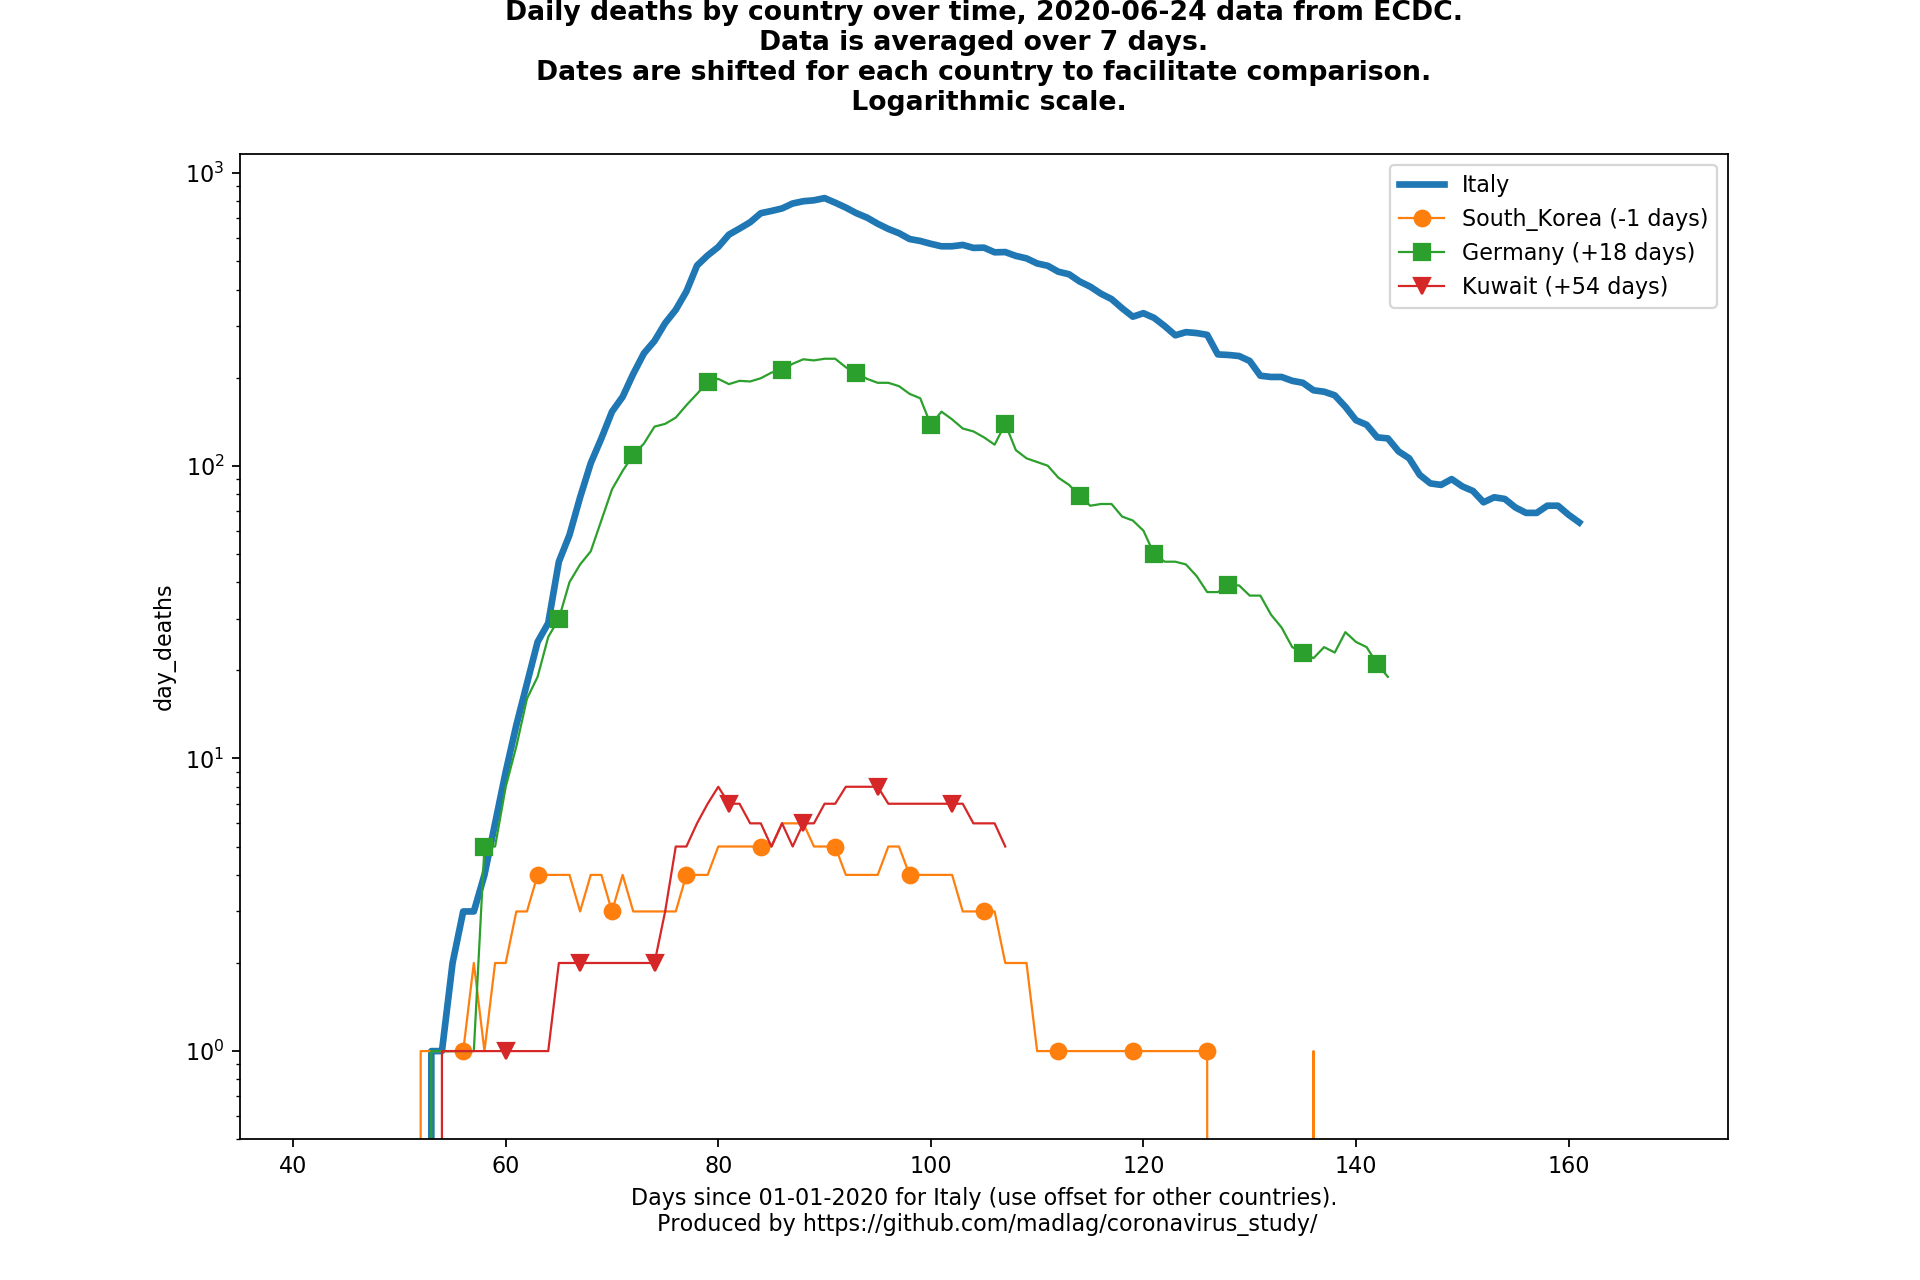 Daily deaths by country over time, 2020-06-24 data from ECDC.
Data is averaged over 7 days.
Dates are shifted for each country to facilitate comparison.
Logarithmic scale.
10³
10²
10¹
10⁰
day_deaths
Italy
South_Korea (-1 days)
Germany (+18 days)
Kuwait (+54 days)
40 60 80 100 120 140 160
Days since 01-01-2020 for Italy (use offset for other countries).
Produced by https://github.com/madlag/coronavirus_study/